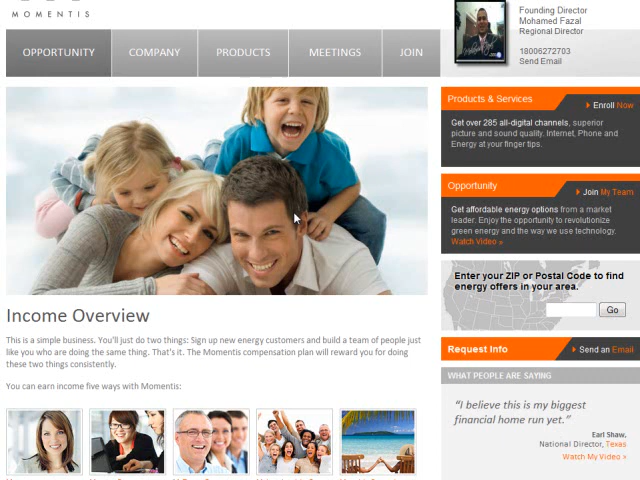 MOMENTIS
Founding Director
Mohamed Fazal
Regional Director
18006272703
Send Email
OPPORTUNITY
COMPANY
PRODUCTS
MEETINGS
JOIN
Products & Services
Enroll Now
Get over 285 all-digital channels, superior
picture and sound quality. Internet, Phone and
Energy at your finger tips.
Opportunity
Join My Team
Get affordable energy options from a market
leader. Enjoy the opportunity to revolutionize
green energy and the way we use technology.
Watch Video »
Enter your ZIP or Postal Code to find
energy offers in your area.
Go
Request Info
Send an Email
WHAT PEOPLE ARE SAYING
“I believe this is my biggest
financial home run yet.”
Earl Shaw,
National Director, Texas
Watch My Video »
Income Overview
This is a simple business. You'll just do two things: Sign up new energy customers and build a team of people just
like you who are doing the same thing. That's it. The Momentis compensation plan will reward you for doing
these two things consistently.
You can earn income five ways with Momentis: